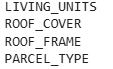 LIVING_UNITS
ROOF_COVER
ROOF_FRAME
PARCEL_TYPE